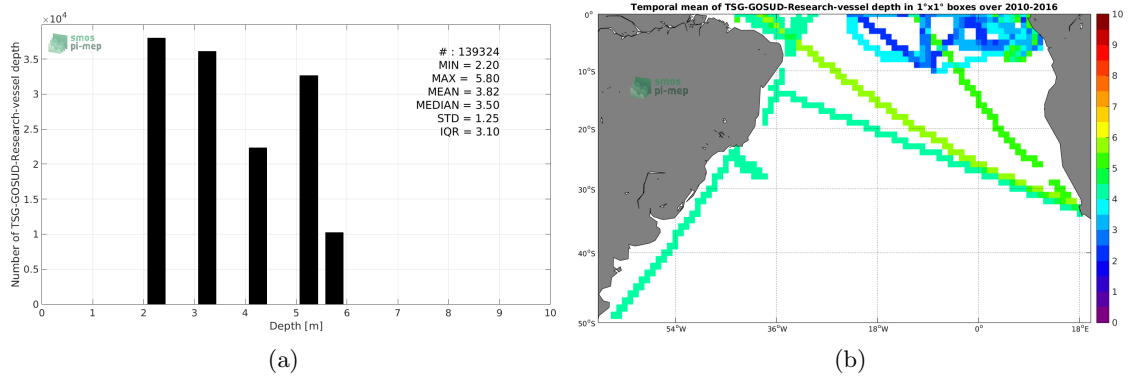 ×10⁴
smos
pi-mep
# : 139324
MIN = 2.20
MAX = 5.80
MEAN = 3.82
MEDIAN = 3.50
STD = 1.25
IQR = 3.10
Number of TSG-GOSUD-Research-vessel depth
3.5
3
2.5
2
1.5
1
0.5
0
0 1 2 3 4 5 6 7 8 9 10
Depth [m]
(a)
Temporal mean of TSG-GOSUD-Research-vessel depth in 1°x1° boxes over 2010-2016
smos
pi-mep
0°
10°S
20°S
30°S
40°S
50°S
54°W 36°W 18°W 0° 18°E
10
9
8
7
6
5
4
3
2
1
0
(b)